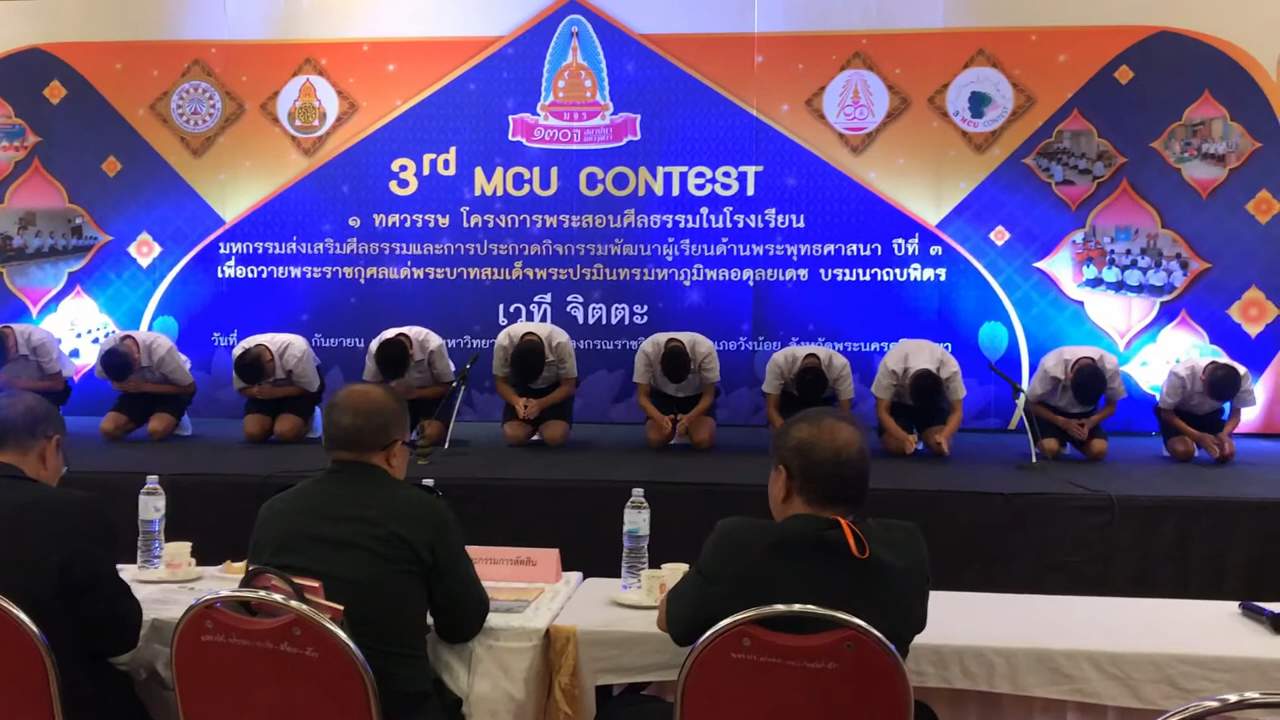 มจร
๑๓๐ ปี
3rd MCU CONTEST
๑ ทศวรรษ โครงการพระสอนศีลธรรมในโรงเรียน
มหกรรมส่งเสริมศีลธรรมและการประกวดกิจกรรมพัฒนาผู้เรียนด้านพระพุทธศาสนา ปีที่ ๓
เพื่อถวายพระราชกุศลแด่พระบาทสมเด็จพระปรมินทรมหาภูมิพลอดุลยเดช บรมนาถบพิตร
เวที จิตตะ
วันที่ กันยายน
กรรมการตัดสิน